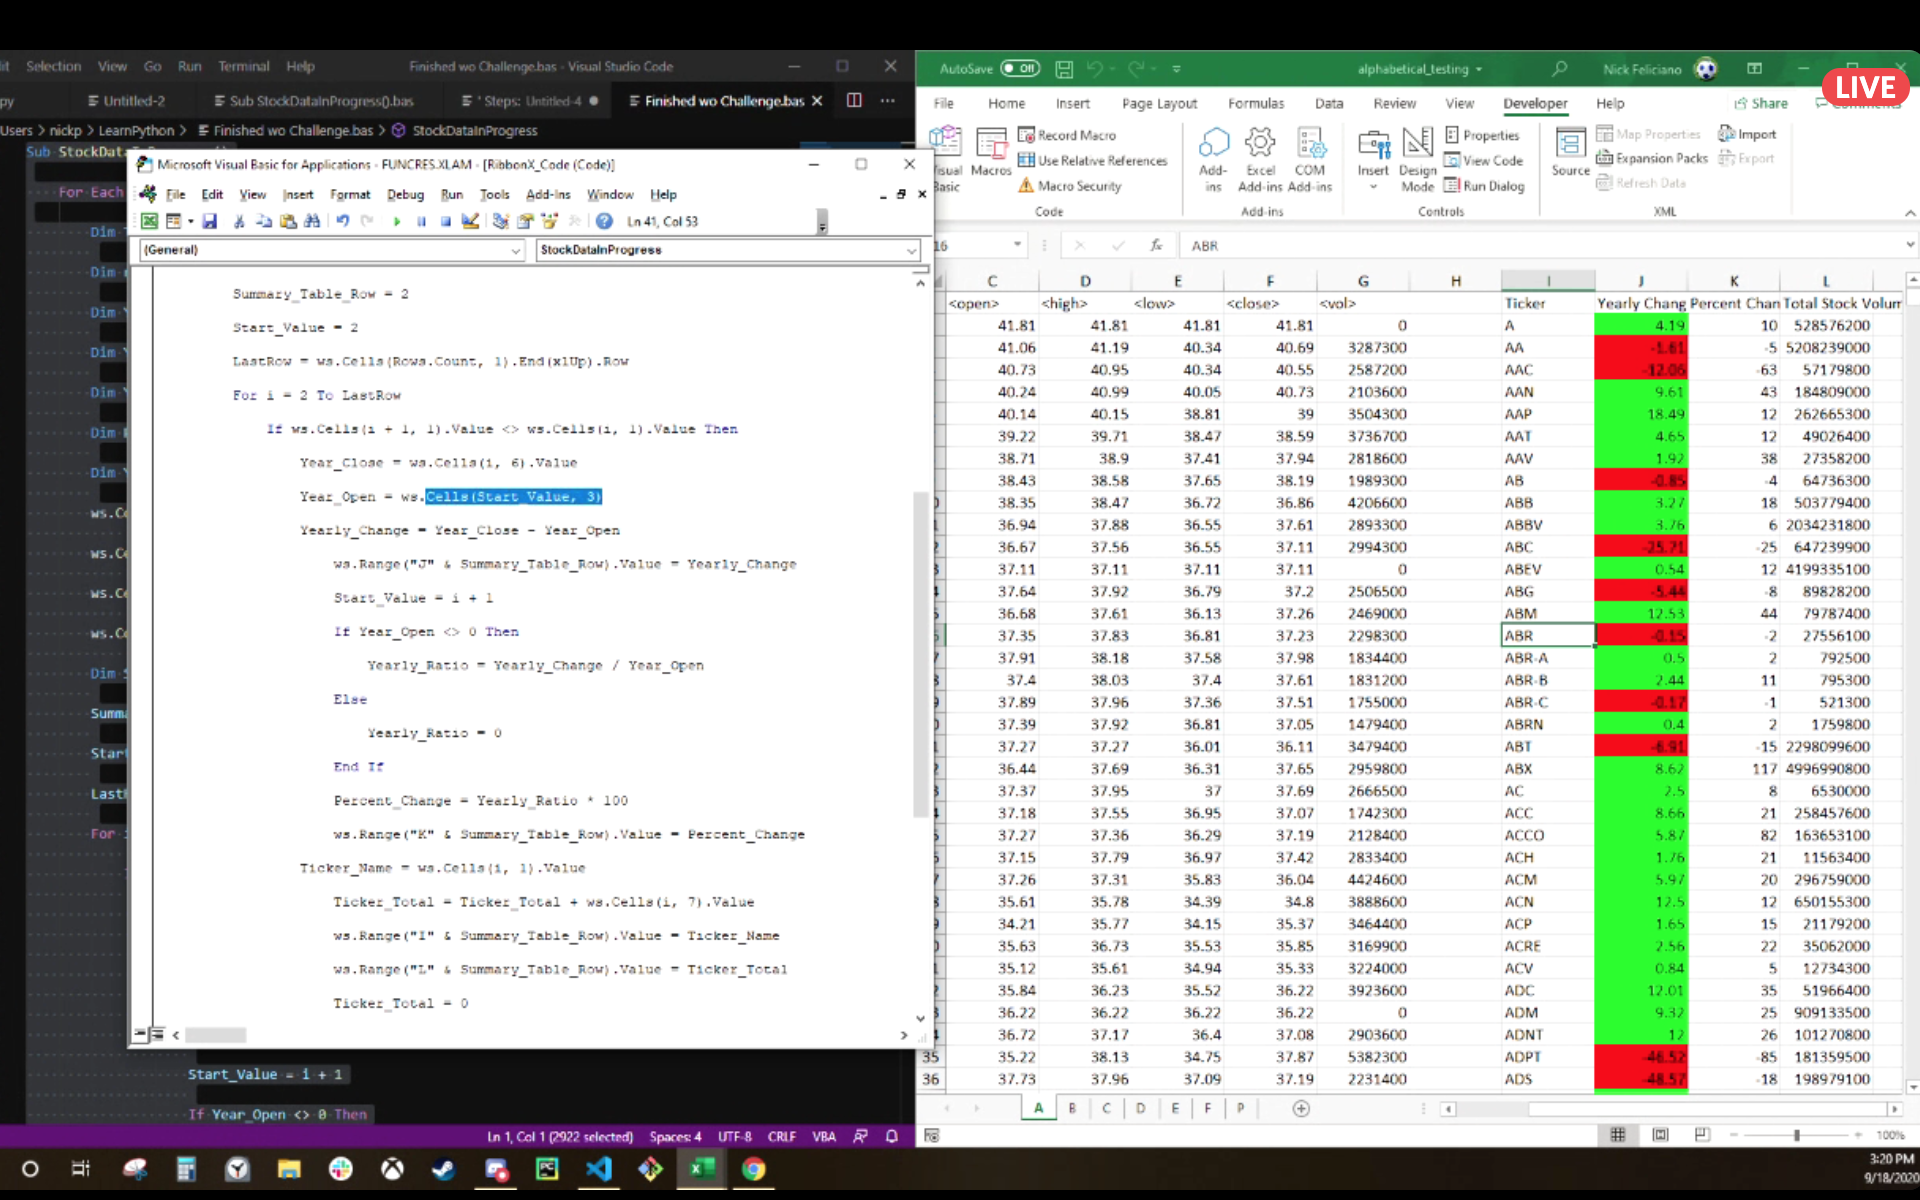 LIVE
Selection View Go Run Terminal Help
Finished wo Challenge.bas - Visual Studio Code
Untitled-2
Sub StockDataInProgress().bas
' Steps: Untitled-4
Finished wo Challenge.bas
Users > nickp > LearnPython > Finished wo Challenge.bas > StockDataInProgress
Microsoft Visual Basic for Applications - FUNCRES.XLAM - [RibbonX_Code (Code)]
File Edit View Insert Format Debug Run Tools Add-Ins Window Help
Ln 41, Col 53
(General)
StockDataInProgress
Summary_Table_Row = 2
Start_Value = 2
LastRow = ws.Cells(Rows.Count, 1).End(xlUp).Row
For i = 2 To LastRow
If ws.Cells(i + 1, 1).Value <> ws.Cells(i, 1).Value Then
Year_Close = ws.Cells(i, 6).Value
Year_Open = ws.Cells(Start_Value, 3)
Yearly_Change = Year_Close - Year_Open
ws.Range("J" & Summary_Table_Row).Value = Yearly_Change
Start_Value = i + 1
If Year_Open <> 0 Then
Yearly_Ratio = Yearly_Change / Year_Open
Else
Yearly_Ratio = 0
End If
Percent_Change = Yearly_Ratio * 100
ws.Range("K" & Summary_Table_Row).Value = Percent_Change
Ticker_Name = ws.Cells(i, 1).Value
Ticker_Total = Ticker_Total + ws.Cells(i, 7).Value
ws.Range("I" & Summary_Table_Row).Value = Ticker_Name
ws.Range("L" & Summary_Table_Row).Value = Ticker_Total
Ticker_Total = 0
Start_Value = i + 1
If Year_Open <> 0 Then
Ln 1, Col 1 (2922 selected) Spaces: 4 UTF-8 CRLF VBA
AutoSave Off
alphabetical_testing
Nick Feliciano
File Home Insert Page Layout Formulas Data Review View Developer Help
Share
Macros
Record Macro
Use Relative References
Macro Security
Code
Add-ins
Excel Add-ins
COM Add-ins
Add-ins
Insert
Design Mode
Properties
View Code
Run Dialog
Controls
Source
Map Properties
Expansion Packs
Refresh Data
Import
Export
XML
ABR
C D E F G H I J K L
<open> <high> <low> <close> <vol> Ticker Yearly Chang Percent Chan Total Stock Volum
41.81 41.81 41.81 41.81 0 A 4.19 10 528576200
41.06 41.19 40.34 40.69 3287300 AA -1.61 -5 5208239000
40.73 40.95 40.34 40.55 2587200 AAC -12.06 -63 57179800
40.24 40.99 40.05 40.73 2103600 AAN 9.61 43 184809000
40.14 40.15 38.81 39 3504300 AAP 18.49 12 262665300
39.22 39.71 38.47 38.59 3736700 AAT 4.65 12 49026400
38.71 38.9 37.41 37.94 2818600 AAV 1.92 38 27358200
38.43 38.58 37.65 38.19 1989300 AB -0.85 -4 64736300
38.35 38.47 36.72 36.86 4206600 ABB 3.27 18 503779400
36.94 37.88 36.55 37.61 2893300 ABBV 3.76 6 2034231800
36.67 37.56 36.55 37.11 2994300 ABC -25.71 -25 647239900
37.11 37.11 37.11 37.11 0 ABEV 0.54 12 4199335100
37.64 37.92 36.79 37.2 2506500 ABG -5.44 -8 89828200
36.68 37.61 36.13 37.26 2469000 ABM 12.53 44 79787400
37.35 37.83 36.81 37.23 2298300 ABR -0.15 -2 27556100
37.91 38.18 37.58 37.98 1834400 ABR-A 0.5 2 792500
37.4 38.03 37.4 37.61 1831200 ABR-B 2.44 11 795300
37.89 37.96 37.36 37.51 1755000 ABR-C -0.17 -1 521300
37.39 37.92 36.81 37.05 1479400 ABRN 0.4 2 1759800
37.27 37.27 36.01 36.11 3479400 ABT -6.91 -15 2298099600
36.44 37.69 36.31 37.65 2959800 ABX 8.62 117 4996990800
37.37 37.95 37 37.69 2666500 AC 2.5 8 6530000
37.18 37.55 36.95 37.07 1742300 ACC 8.66 21 258457600
37.27 37.36 36.29 37.19 2128400 ACCO 5.87 82 163653100
37.15 37.79 36.97 37.42 2833400 ACH 1.76 21 11563400
37.26 37.31 35.83 36.04 4424600 ACM 5.97 20 296759000
35.61 35.78 34.39 34.8 3888600 ACN 12.5 12 650155300
34.21 35.77 34.15 35.37 3464400 ACP 1.65 15 21179200
35.63 36.73 35.53 35.85 3169900 ACRE 2.56 22 35062000
35.12 35.61 34.94 35.33 3224000 ACV 0.84 5 12734300
35.84 36.23 35.52 36.22 3923600 ADC 12.01 35 51966400
36.22 36.22 36.22 36.22 0 ADM 9.32 25 909133500
36.72 37.17 36.4 37.08 2903600 ADNT 12 26 101270800
35 35.22 38.13 34.75 37.87 5382300 ADPT -46.52 -85 181359500
36 37.73 37.96 37.09 37.19 2231400 ADS -48.57 -18 198979100
A B C D E F P
100%
3:20 PM
9/18/2020